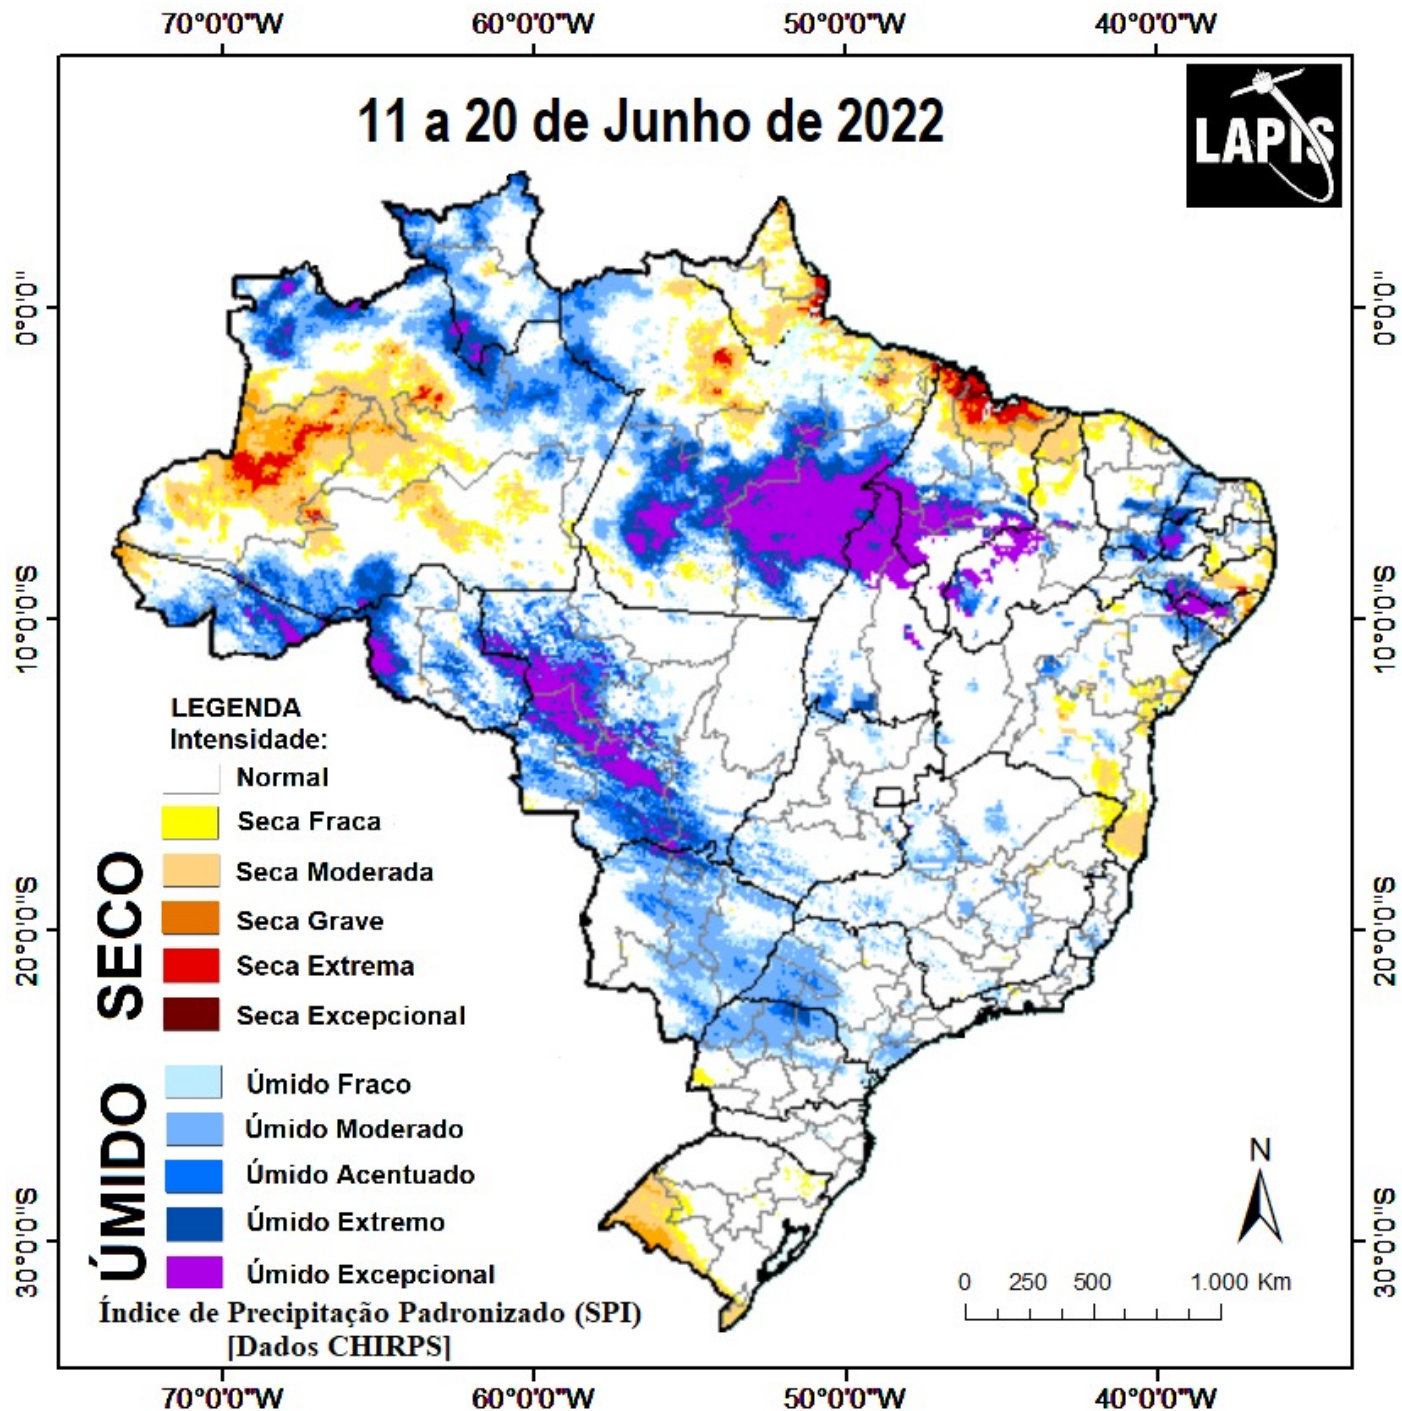 70°0'0"W 60°0'0"W 50°0'0"W 40°0'0"W
11 a 20 de Junho de 2022
LAPIS
0°0'0"
10°0'0"S
20°0'0"S
30°0'0"S
0°0'0"
10°0'0"S
20°0'0"S
30°0'0"S
LEGENDA
Intensidade:
Normal
SECO
Seca Fraca
Seca Moderada
Seca Grave
Seca Extrema
Seca Excepcional
ÚMIDO
Úmido Fraco
Úmido Moderado
Úmido Acentuado
Úmido Extremo
Úmido Excepcional
Índice de Precipitação Padronizado (SPI)
[Dados CHIRPS]
N
0 250 500 1.000 Km
70°0'0"W 60°0'0"W 50°0'0"W 40°0'0"W